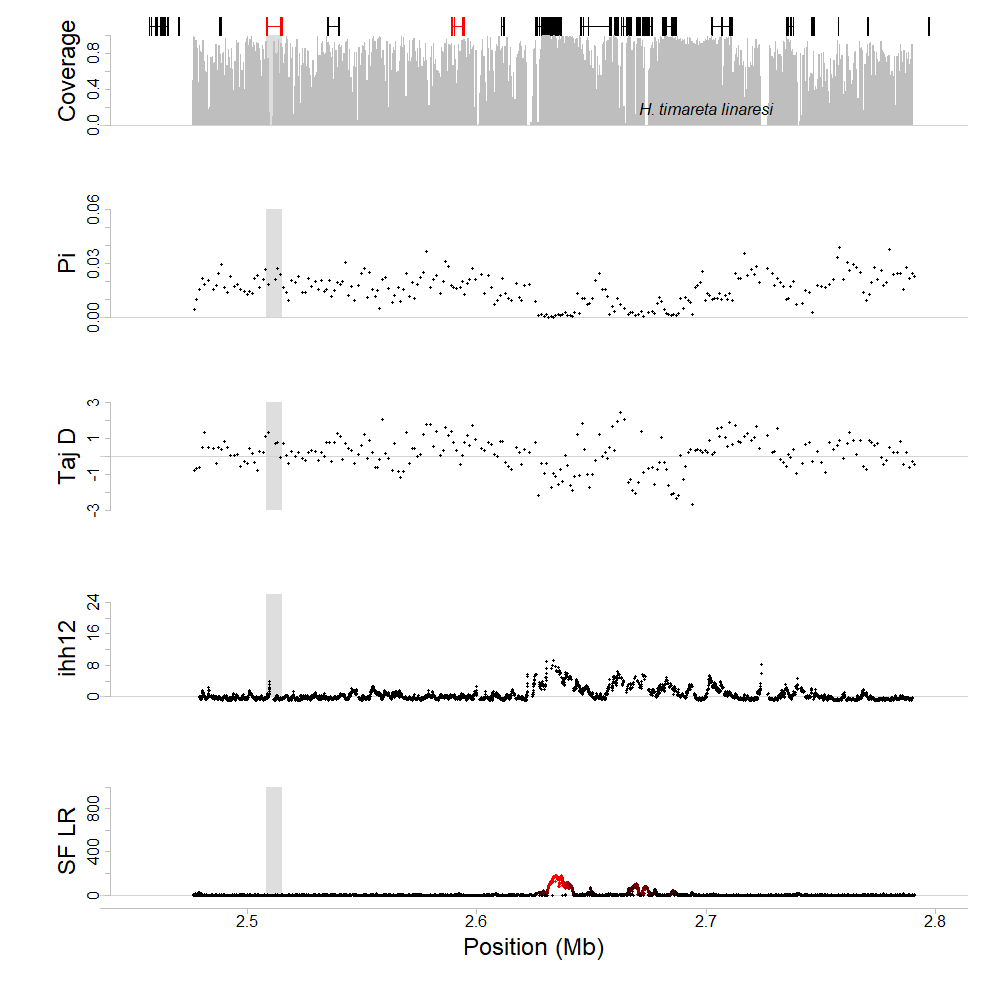 Coverage
0.8
0.4
0.0
H. timareta linaresi
Pi
0.06
0.03
0.00
Taj D
3
1
-1
-3
ihh12
24
16
8
0
SF LR
800
400
0
2.5 2.6 2.7 2.8
Position (Mb)